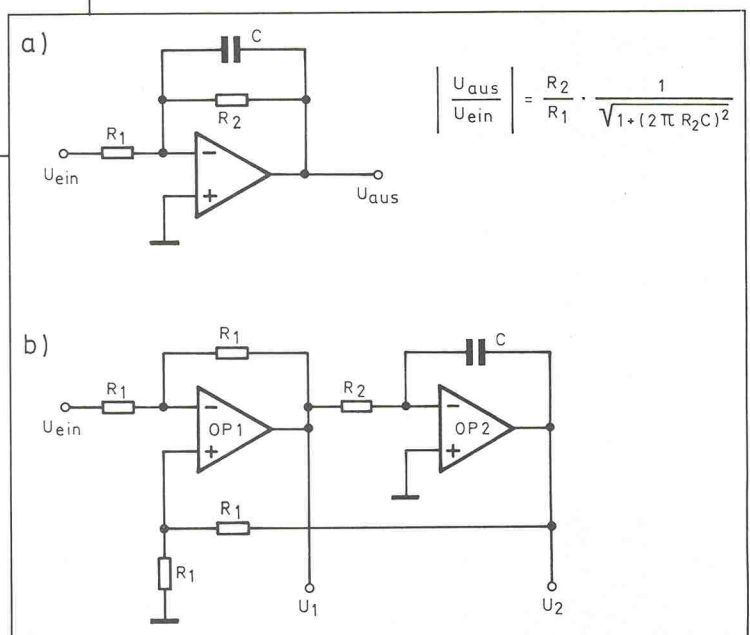 a)
C
R2
R1
Uein
−
+
Uaus
| Uaus / Uein | = R2 / R1 · 1 / √1+(2 π R2C)²
b)
R1
C
R1
R2
Uein
−
OP1
+
−
OP2
+
R1
R1
U1
U2